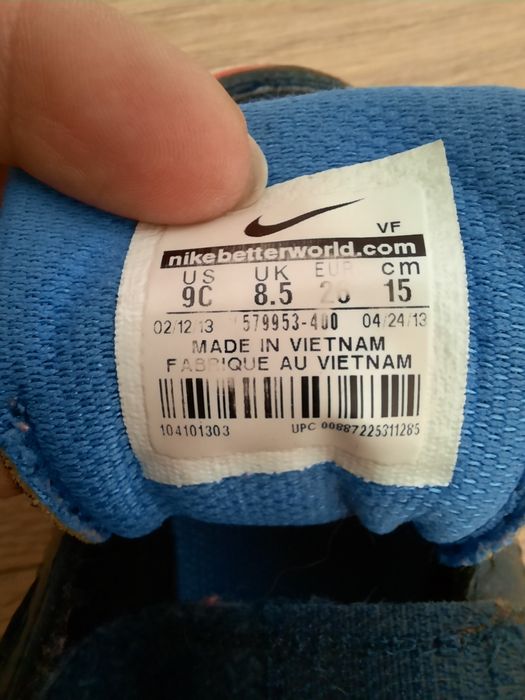 VF
nikebetterworld.com
US UK EUR cm
9C 8.5 26 15
02/12/13 579953-400 04/24/13
MADE IN VIETNAM
FABRIQUE AU VIETNAM
104101303 UPC 00887225311285